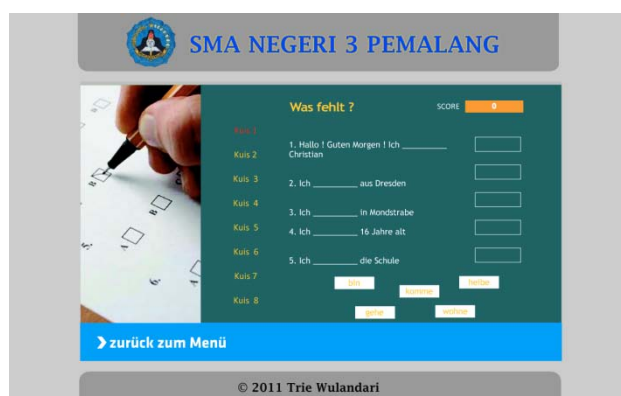 SMA NEGERI 3 PEMALANG
Was fehlt ?
SCORE 0
Kuis 1
Kuis 2
Kuis 3
Kuis 4
Kuis 5
Kuis 6
Kuis 7
Kuis 8
1. Hallo ! Guten Morgen ! Ich __________
Christian
2. Ich __________ aus Dresden
3. Ich __________ in Mondstrabe
4. Ich __________ 16 Jahre alt
5. Ich __________ die Schule
bin
komme
heibe
gehe
wohne
❯ zurück zum Menü
© 2011 Trie Wulandari